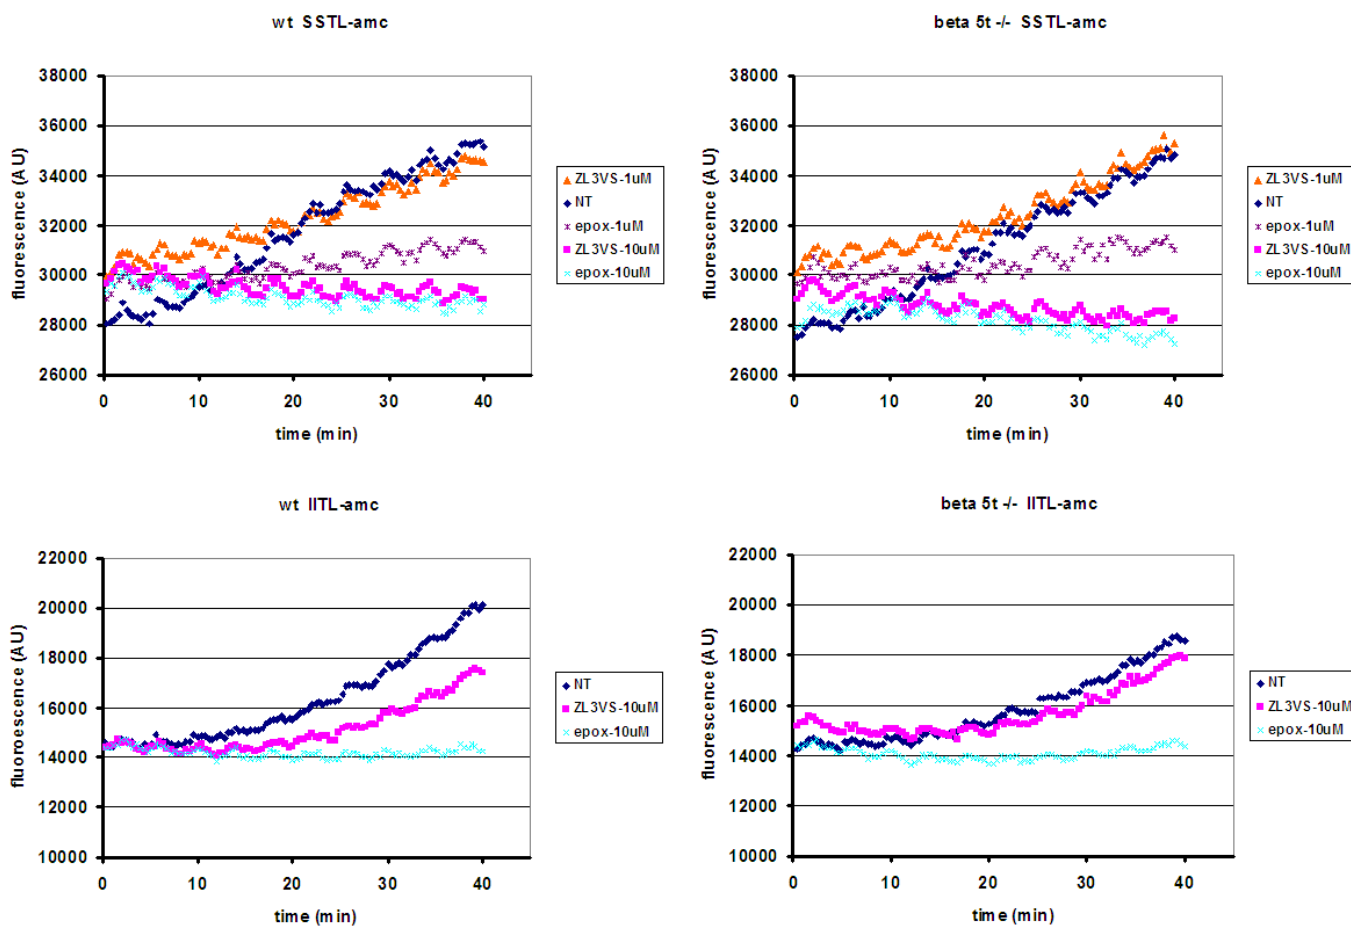 wt SSTL-amc
38000
36000
34000
32000
30000
28000
26000
fluorescence (AU)
0 10 20 30 40
time (min)
ZL3VS-1uM
NT
epox-1uM
ZL3VS-10uM
epox-10uM
beta 5t -/- SSTL-amc
38000
36000
34000
32000
30000
28000
26000
fluorescence (AU)
0 10 20 30 40
time (min)
ZL3VS-1uM
NT
epox-1uM
ZL3VS-10uM
epox-10uM
wt IITL-amc
22000
20000
18000
16000
14000
12000
10000
fluoroescence (AU)
0 10 20 30 40
time (min)
NT
ZL3VS-10uM
epox-10uM
beta 5t -/- IITL-amc
22000
20000
18000
16000
14000
12000
10000
fluorescence (AU)
0 10 20 30 40
time (min)
NT
ZL3VS-10uM
epox-10uM